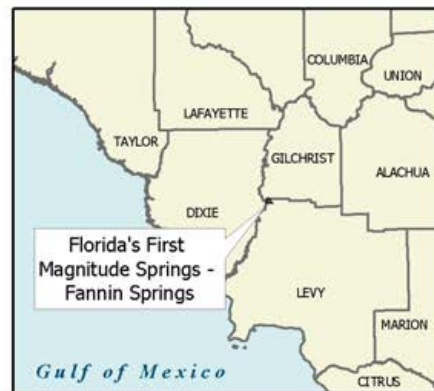 COLUMBIA
UNION
LAFAYETTE
TAYLOR
GILCHRIST
ALACHUA
DIXIE
Florida's First
Magnitude Springs -
Fannin Springs
LEVY
MARION
Gulf of Mexico
CITRUS